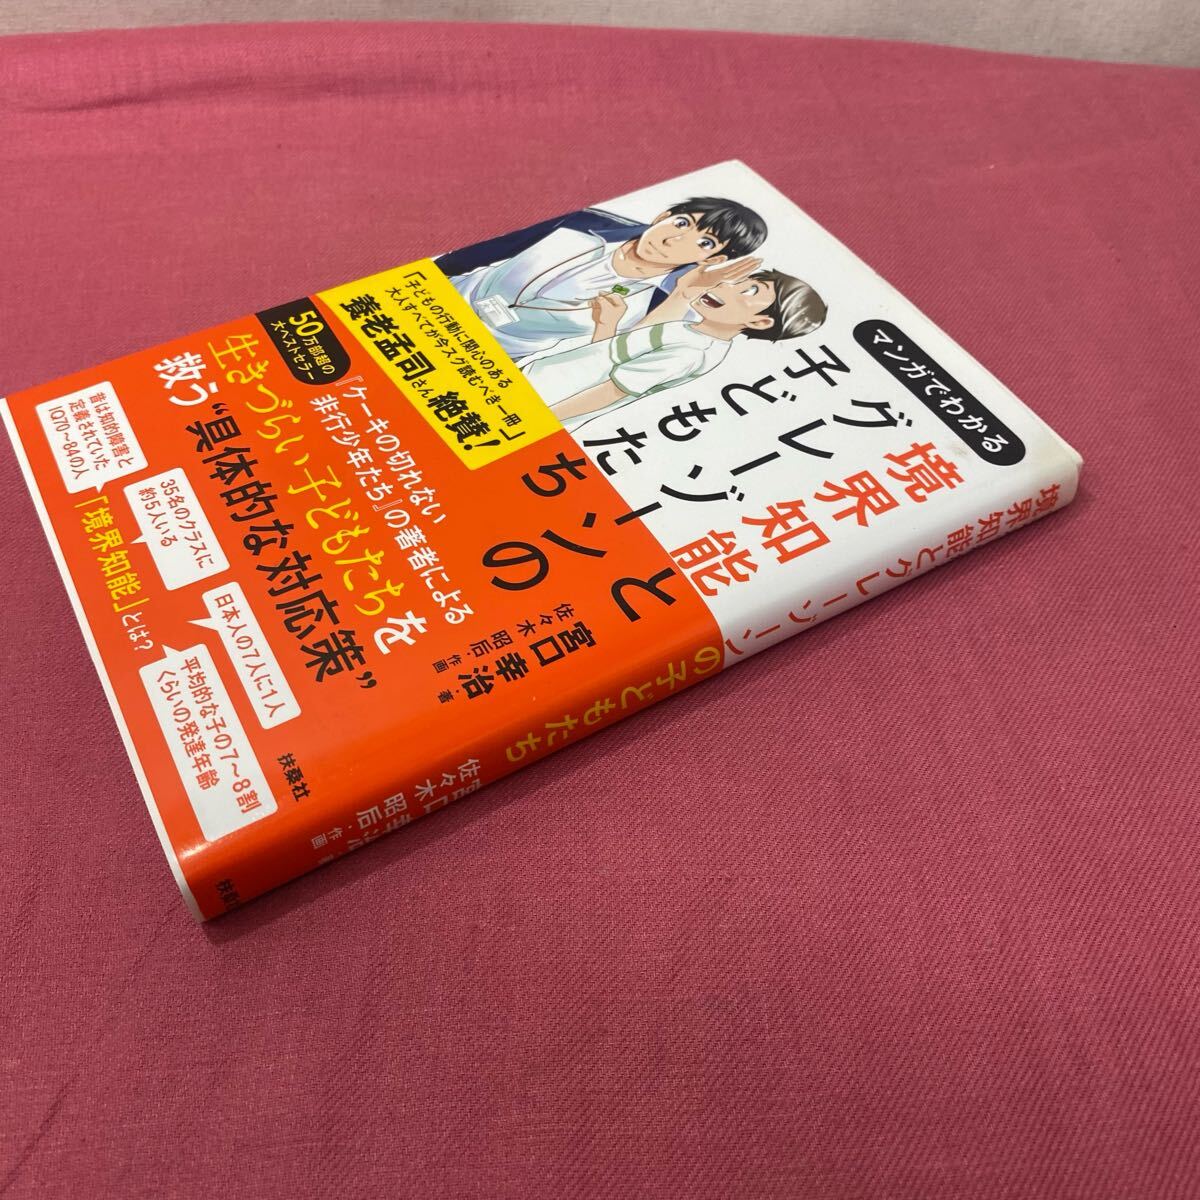 マンガでわかる
境界知能と
グレーゾーンの
子どもたち
宮口幸治・著
佐々木昭后・作画
「子どもの行動に関心のある
大人すべてが今スグ読むべき一冊」
養老孟司さん絶賛!
50万部超の
大ベストセラー
『ケーキの切れない
非行少年たち』の著者による
生きづらい子どもたちを
救う“具体的な対応策”
昔は知的障害と
定義されていた
IQ70〜84の人
35名のクラスに
約5人いる
日本人の7人に1人
平均的な子の7〜8割
くらいの発達年齢
「境界知能」とは?
扶桑社
境界知能とグレーゾーンの子どもたち
佐々木昭后・作画